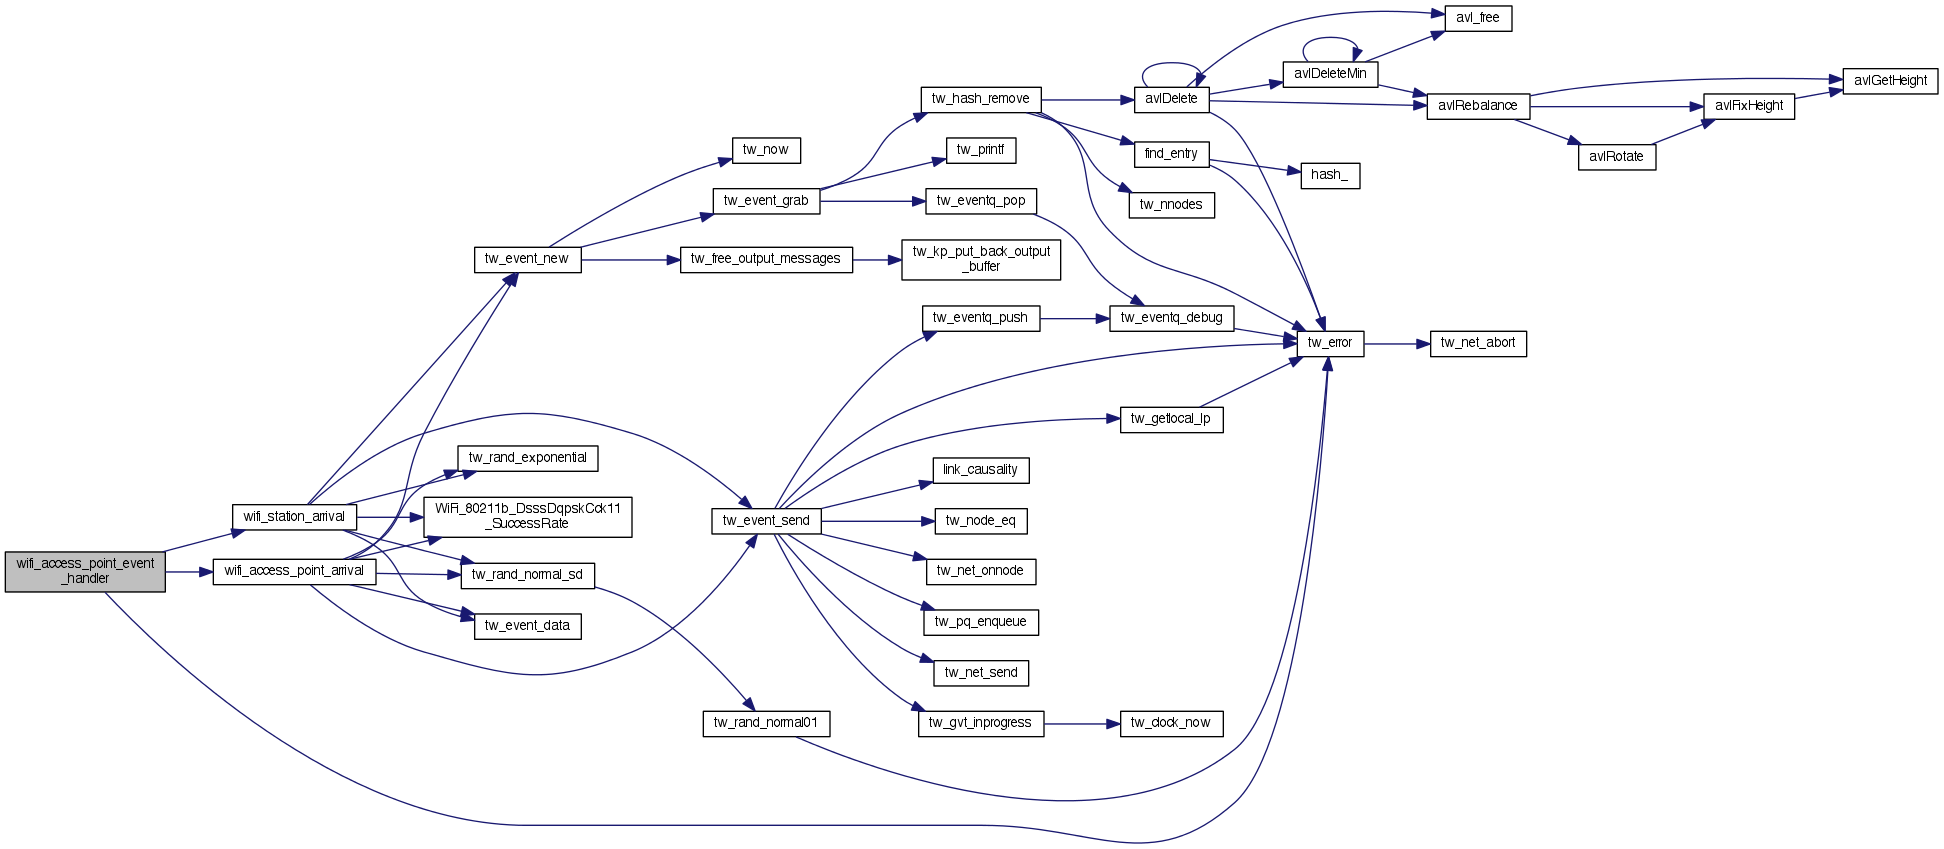 wifi_access_point_event
_handler
wifi_station_arrival
wifi_access_point_arrival
tw_event_new
tw_rand_exponential
WiFi_80211b_DsssDqpskCck11
_SuccessRate
tw_rand_normal_sd
tw_event_data
tw_now
tw_event_grab
tw_free_output_messages
tw_event_send
tw_rand_normal01
tw_hash_remove
tw_printf
tw_eventq_pop
tw_kp_put_back_output
_buffer
tw_eventq_push
link_causality
tw_node_eq
tw_net_onnode
tw_pq_enqueue
tw_net_send
tw_gvt_inprogress
avlDelete
find_entry
tw_nnodes
tw_eventq_debug
tw_getlocal_lp
tw_clock_now
avlDeleteMin
hash_
tw_error
avl_free
avlRebalance
tw_net_abort
avlRotate
avlFixHeight
avlGetHeight